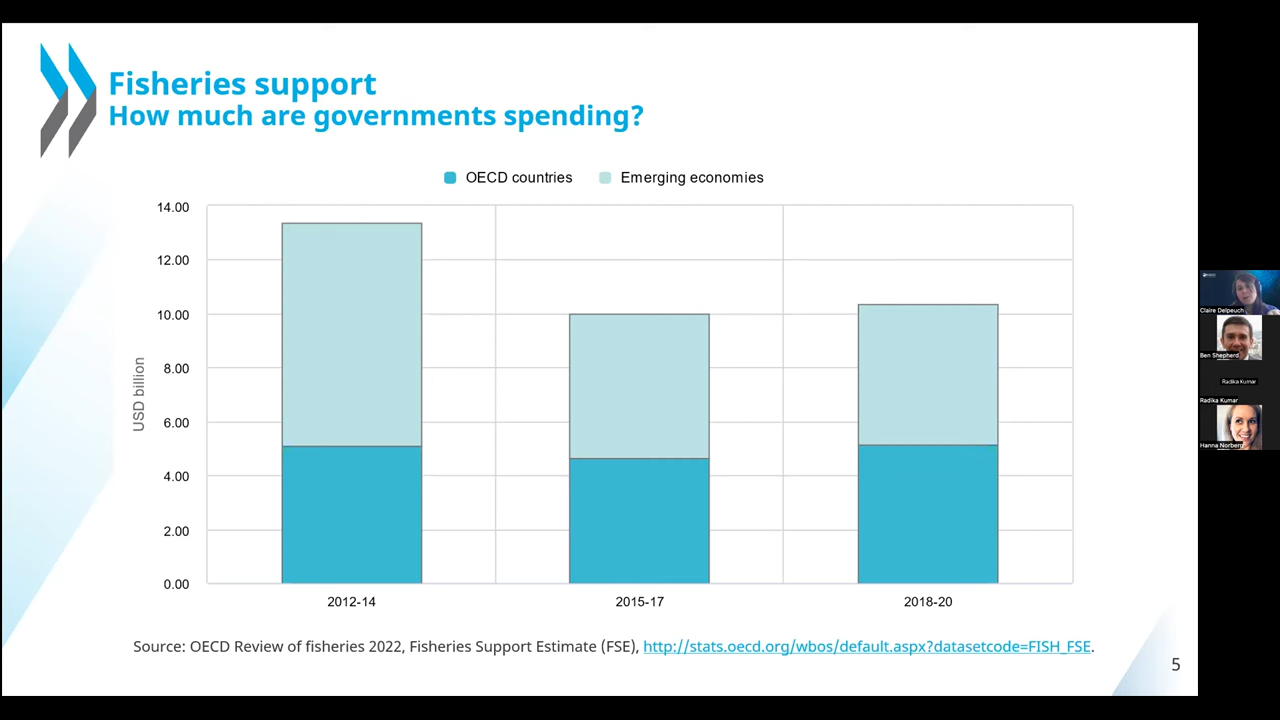 Fisheries support
How much are governments spending?
OECD countries
Emerging economies
14.00
12.00
10.00
8.00
6.00
4.00
2.00
0.00
USD billion
2012-14
2015-17
2018-20
Source: OECD Review of fisheries 2022, Fisheries Support Estimate (FSE), http://stats.oecd.org/wbos/default.aspx?datasetcode=FISH_FSE.
5
Claire Delpeuch
Ben Shepherd
Radika Kumar
Radika Kumar
Hanna Norberg